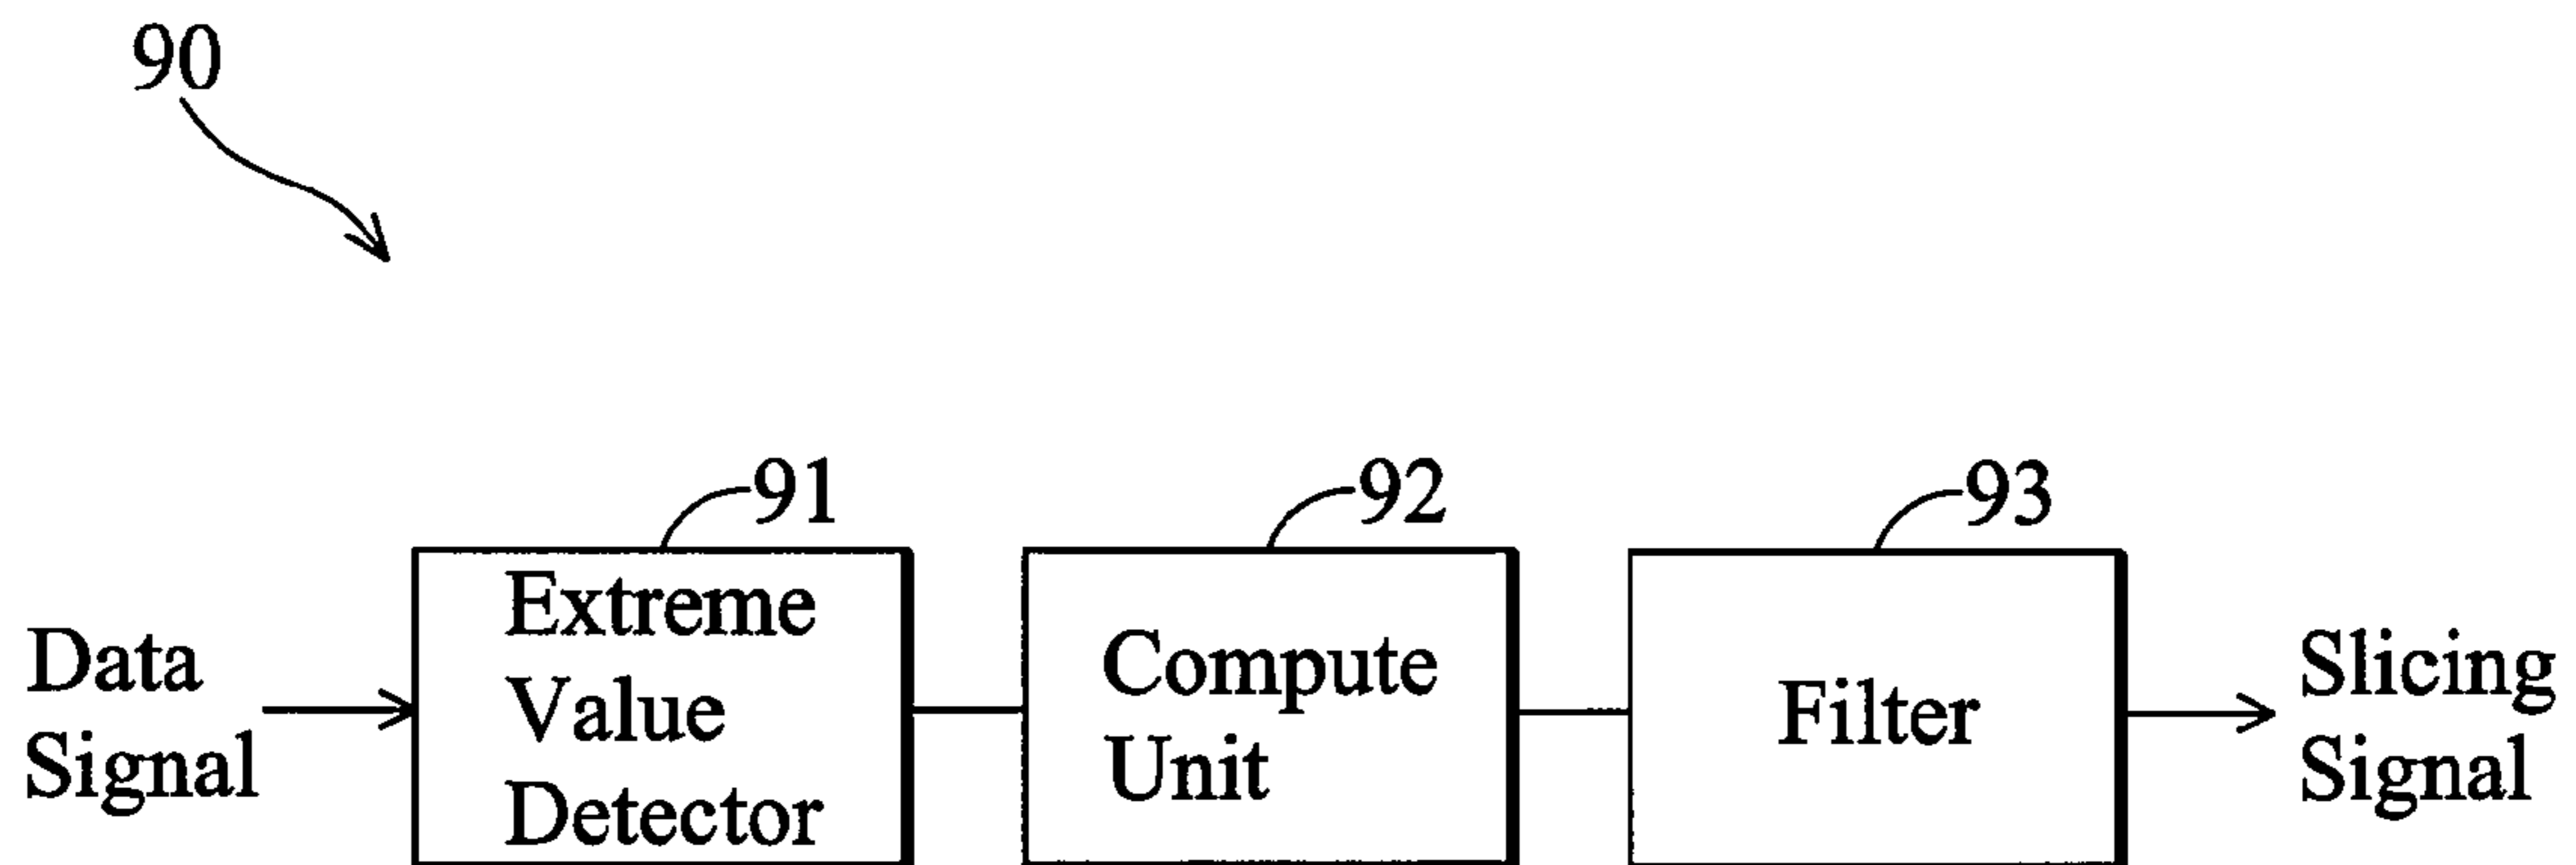 90
91
92
93
Data
Signal
Extreme
Value
Detector
Compute
Unit
Filter
Slicing
Signal